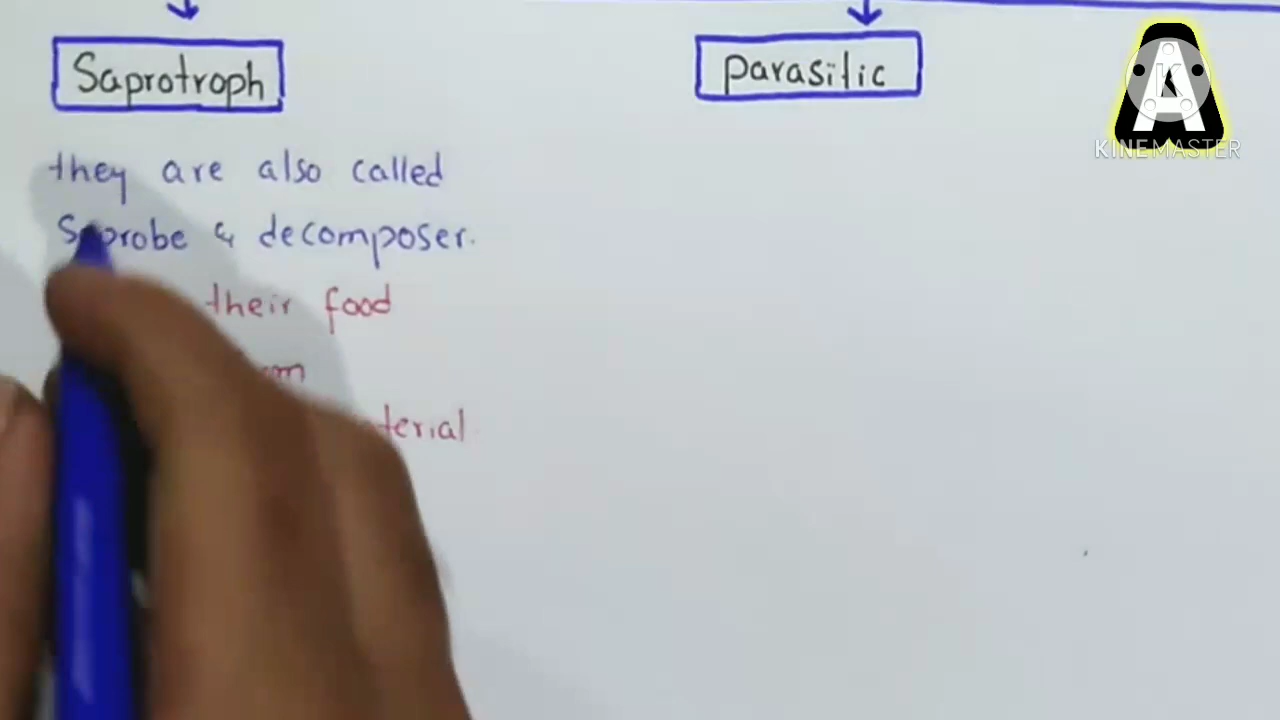 Saprotroph
parasitic
they are also called
Saprobe & decomposer.
their food
A
K
KINEMASTER